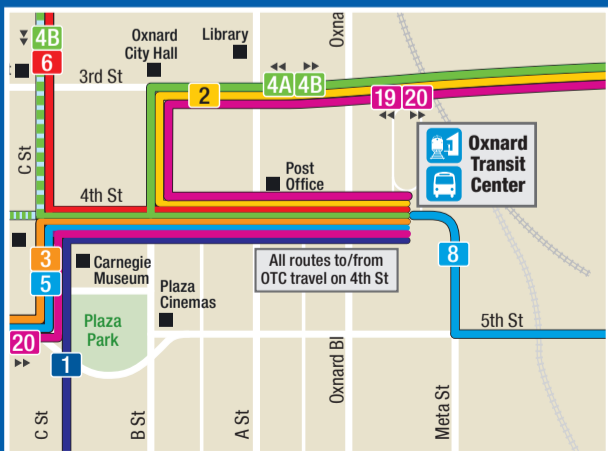 4B
6
Oxnard
City Hall
Library
Oxna
3rd St
2
4A 4B
19 20
C St
Oxnard
Transit
Center
Post
Office
4th St
3
5
Carnegie
Museum
All routes to/from
OTC travel on 4th St
8
Plaza
Cinemas
Plaza
Park
5th St
20
1
C St
B St
A St
Oxnard Bl
Meta St